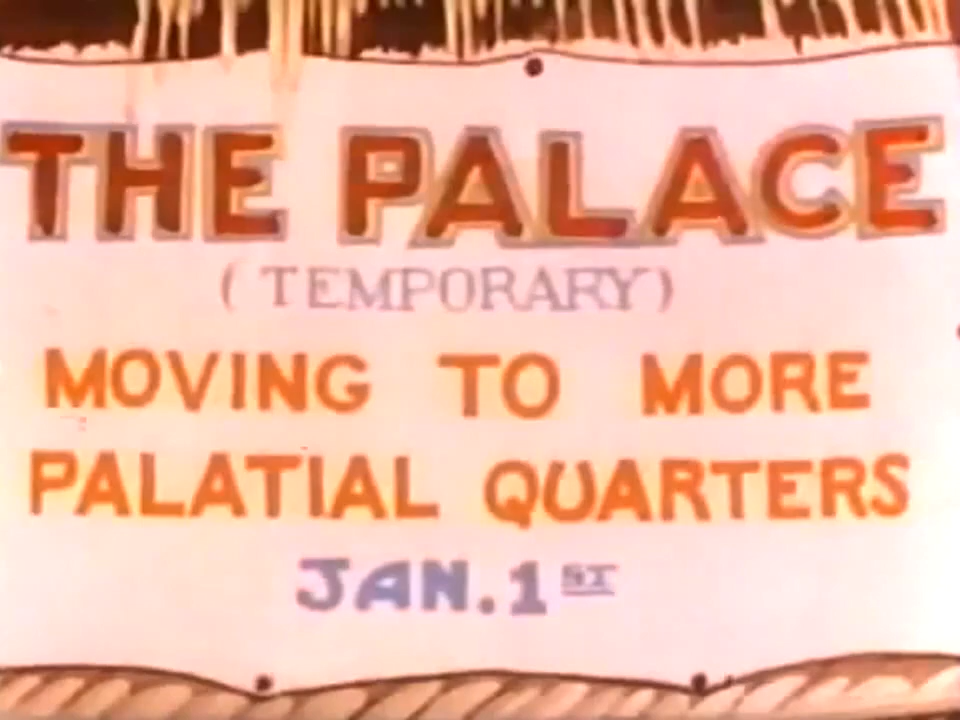 THE PALACE
(TEMPORARY)
MOVING TO MORE
PALATIAL QUARTERS
JAN. 1ST